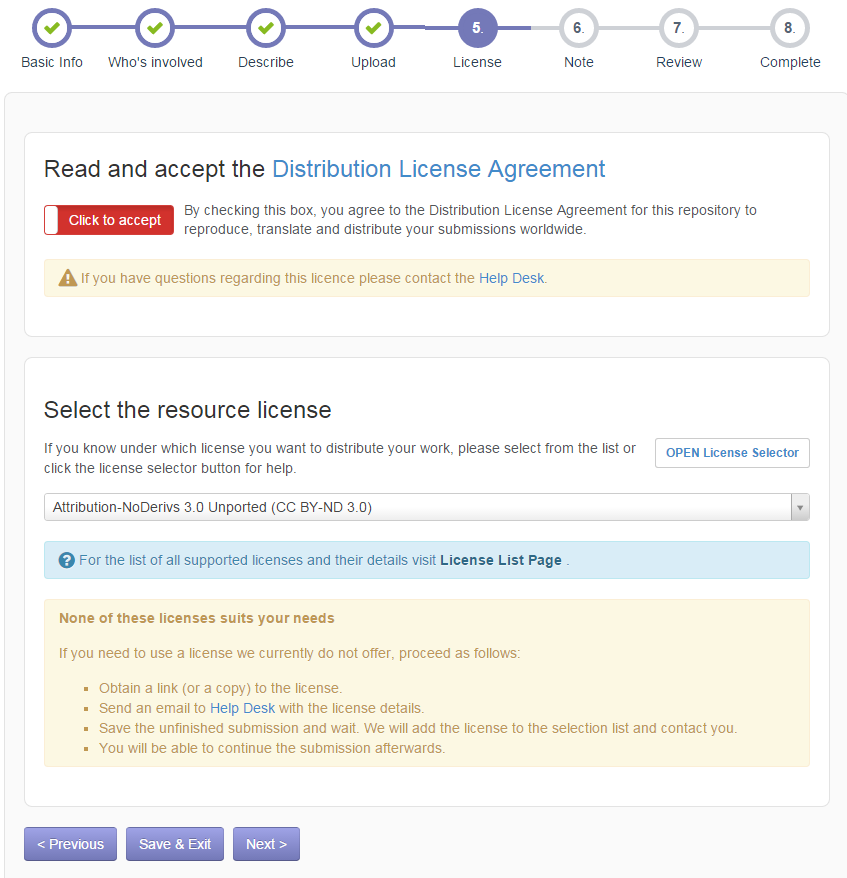 5.
6.
7.
8.
Basic Info
Who's involved
Describe
Upload
License
Note
Review
Complete
Read and accept the Distribution License Agreement
Click to accept
By checking this box, you agree to the Distribution License Agreement for this repository to
reproduce, translate and distribute your submissions worldwide.
If you have questions regarding this licence please contact the Help Desk.
Select the resource license
If you know under which license you want to distribute your work, please select from the list or
click the license selector button for help.
OPEN License Selector
Attribution-NoDerivs 3.0 Unported (CC BY-ND 3.0)
? For the list of all supported licenses and their details visit License List Page .
None of these licenses suits your needs
If you need to use a license we currently do not offer, proceed as follows:
Obtain a link (or a copy) to the license.
Send an email to Help Desk with the license details.
Save the unfinished submission and wait. We will add the license to the selection list and contact you.
You will be able to continue the submission afterwards.
< Previous
Save & Exit
Next >